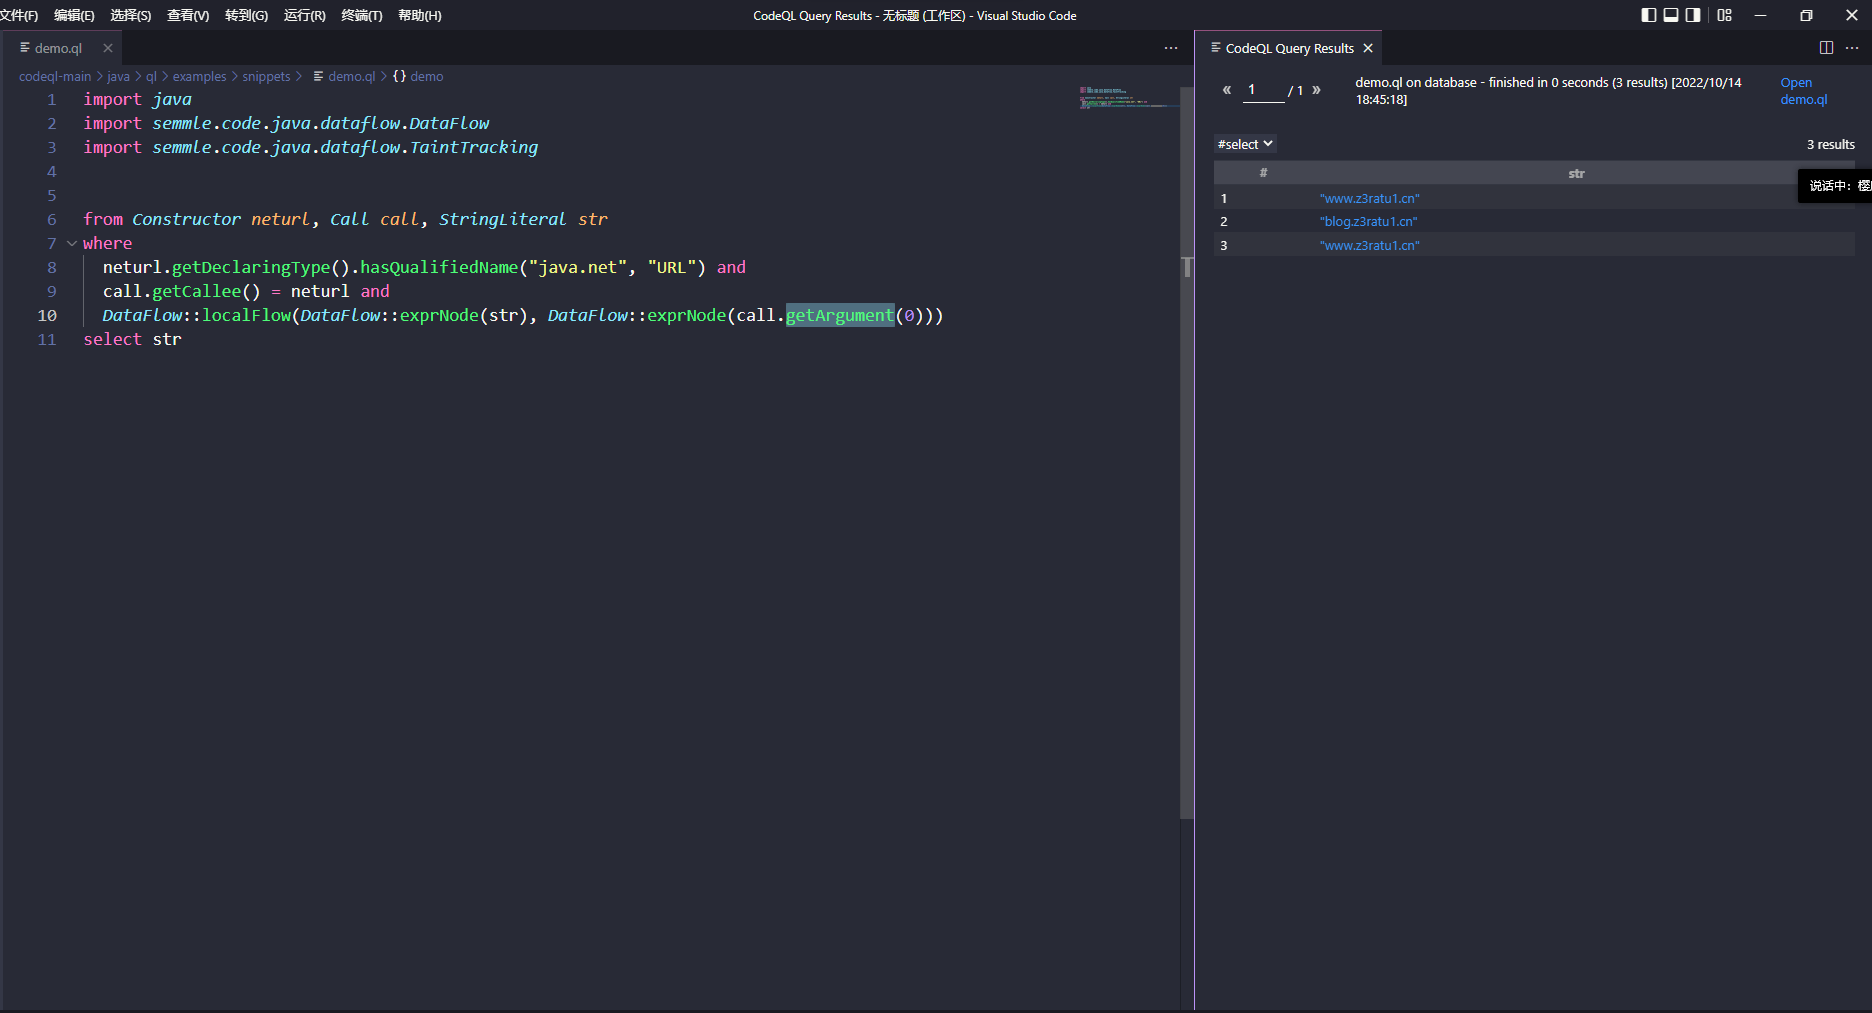 文件(F) 编辑(E) 选择(S) 查看(V) 转到(G) 运行(R) 终端(T) 帮助(H) CodeQL Query Results - 无标题 (工作区) - Visual Studio Code
demo.ql
codeql-main > java > ql > examples > snippets > demo.ql > {} demo
1 import java
2 import semmle.code.java.dataflow.DataFlow
3 import semmle.code.java.dataflow.TaintTracking
4
5
6 from Constructor neturl, Call call, StringLiteral str
7 where
8 neturl.getDeclaringType().hasQualifiedName("java.net", "URL") and
9 call.getCallee() = neturl and
10 DataFlow::localFlow(DataFlow::exprNode(str), DataFlow::exprNode(call.getArgument(0)))
11 select str
CodeQL Query Results
« 1 / 1 »
demo.ql on database - finished in 0 seconds (3 results) [2022/10/14
18:45:18]
Open
demo.ql
#select 3 results
# str
说话中:
1 "www.z3ratu1.cn"
2 "blog.z3ratu1.cn"
3 "www.z3ratu1.cn"